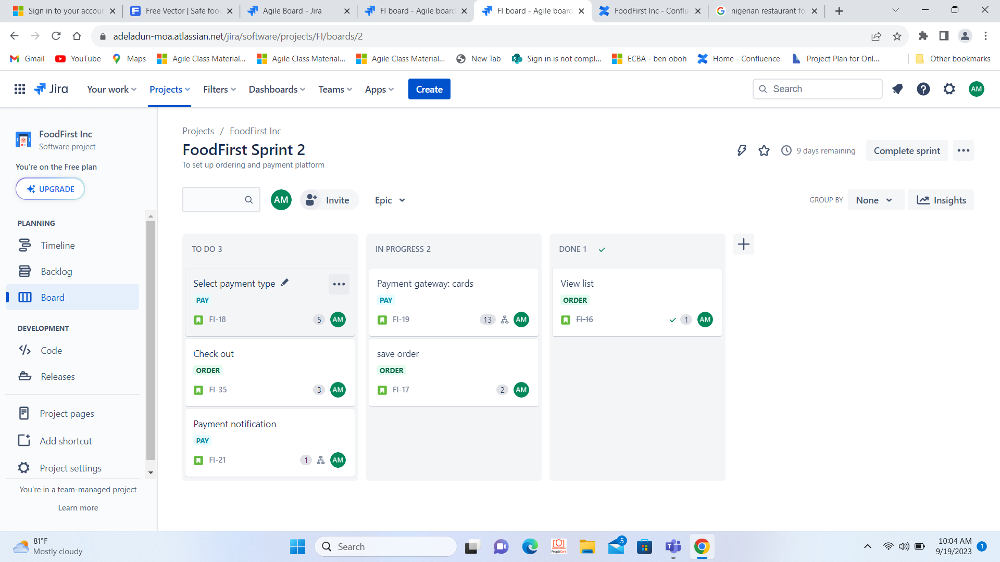 Sign in to your accour
Free Vector | Safe foo
Agile Board - Jira
FI board - Agile board
FI board - Agile board
FoodFirst Inc - Conflu
nigerian restaurant fo
adeladun-moa.atlassian.net/jira/software/projects/FI/boards/2
Gmail
YouTube
Maps
Agile Class Material...
Agile Class Material...
Agile Class Material...
New Tab
Sign in is not compl...
ECBA - ben oboh
Home - Confluence
Project Plan for Onl...
Other bookmarks
Jira
Your work
Projects
Filters
Dashboards
Teams
Apps
Create
Search
AM
FoodFirst Inc
Software project
You're on the Free plan
UPGRADE
PLANNING
Timeline
Backlog
Board
DEVELOPMENT
Code
Releases
Project pages
Add shortcut
Project settings
You're in a team-managed project
Learn more
Projects / FoodFirst Inc
FoodFirst Sprint 2
To set up ordering and payment platform
9 days remaining
Complete sprint
AM
Invite
Epic
GROUP BY
None
Insights
TO DO 3
Select payment type
PAY
FI-18
5
AM
Check out
ORDER
FI-35
3
AM
Payment notification
PAY
FI-21
1
AM
IN PROGRESS 2
Payment gateway: cards
PAY
FI-19
13
AM
save order
ORDER
FI-17
2
AM
DONE 1
View list
ORDER
FI-16
1
AM
81°F
Mostly cloudy
Search
PeopleCert
5
10:04 AM
9/19/2023
1